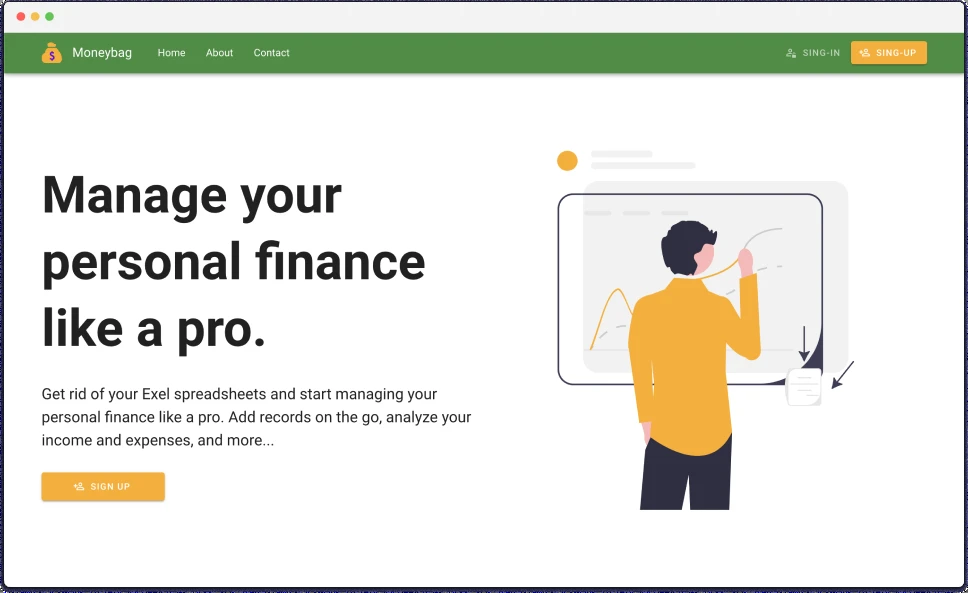 $
Moneybag
Home
About
Contact
SING-IN
SING-UP
Manage your
personal finance
like a pro.
Get rid of your Exel spreadsheets and start managing your
personal finance like a pro. Add records on the go, analyze your
income and expenses, and more...
SIGN UP